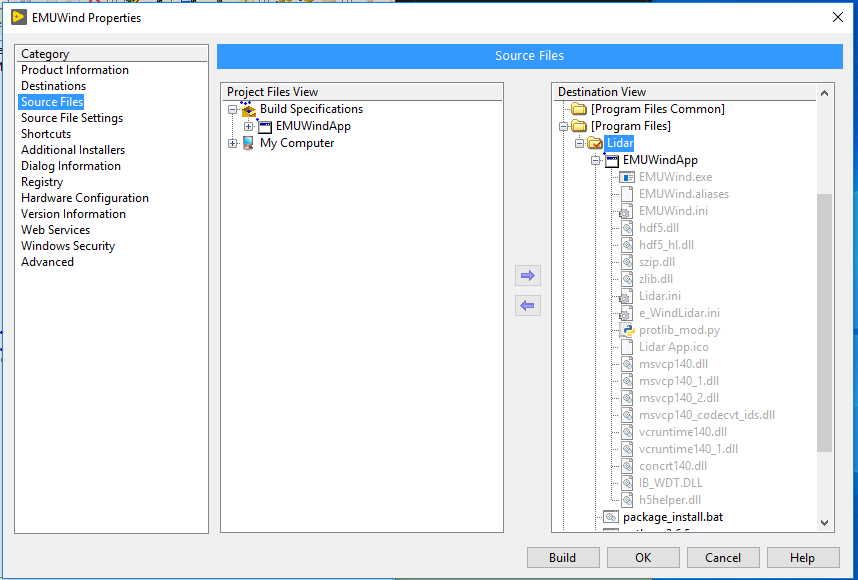 EMUWind Properties
Category
Product Information
Destinations
Source Files
Source File Settings
Shortcuts
Additional Installers
Dialog Information
Registry
Hardware Configuration
Version Information
Web Services
Windows Security
Advanced
Source Files
Project Files View
Build Specifications
EMUWindApp
My Computer
Destination View
[Program Files Common]
[Program Files]
Lidar
EMUWindApp
EMUWind.exe
EMUWind.aliases
EMUWind.ini
hdf5.dll
hdf5_hl.dll
szip.dll
zlib.dll
Lidar.ini
e_WindLidar.ini
protlib_mod.py
Lidar App.ico
msvcp140.dll
msvcp140_1.dll
msvcp140_2.dll
msvcp140_codecvt_ids.dll
vcruntime140.dll
vcruntime140_1.dll
concrt140.dll
IB_WDT.DLL
h5helper.dll
package_install.bat
Build
OK
Cancel
Help